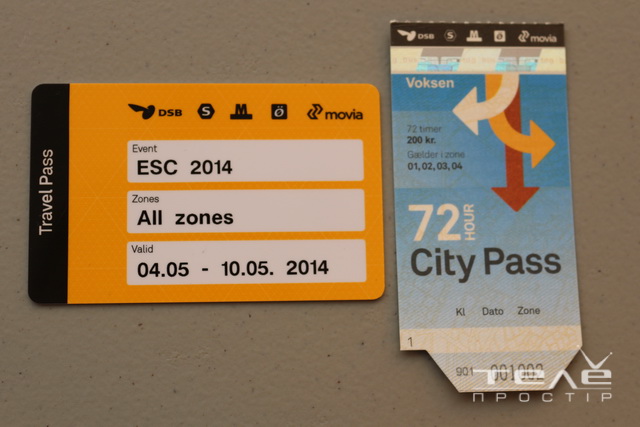 Travel Pass
DSB S M Ö movia
Event
ESC 2014
Zones
All zones
Valid
04.05 - 10.05. 2014
DSB S M Ö movia
Voksen
72 timer
200 kr.
Gælder i zone
01, 02, 03, 04
72 HOUR
City Pass
Kl Dato Zone
1
901 001002
ТЕЛЕ
ПРОСТІР